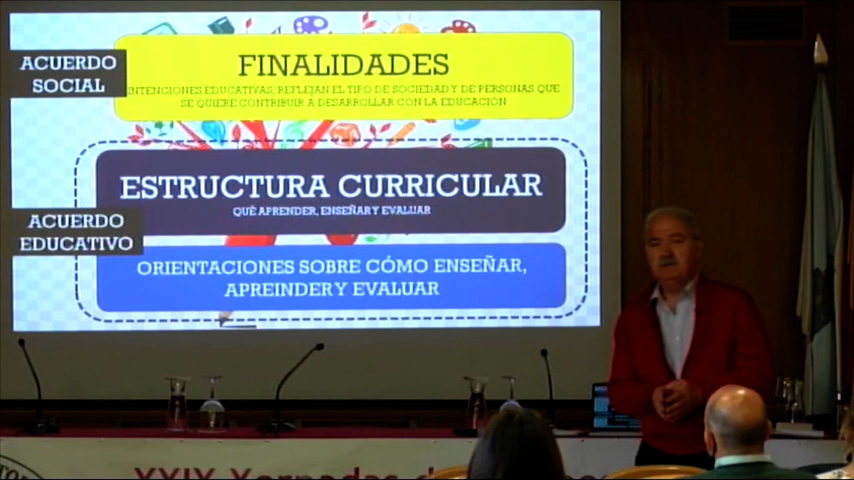 ACUERDO
SOCIAL
FINALIDADES
INTENCIONES EDUCATIVAS, REFLEJAN EL TIPO DE SOCIEDAD Y DE PERSONAS QUE
SE QUIERE CONTRIBUIR A DESARROLLAR CON LA EDUCACIÓN
ESTRUCTURA CURRICULAR
QUÉ APRENDER, ENSEÑAR Y EVALUAR
ACUERDO
EDUCATIVO
ORIENTACIONES SOBRE CÓMO ENSEÑAR,
APREINDER Y EVALUAR
XXIX Xornadas